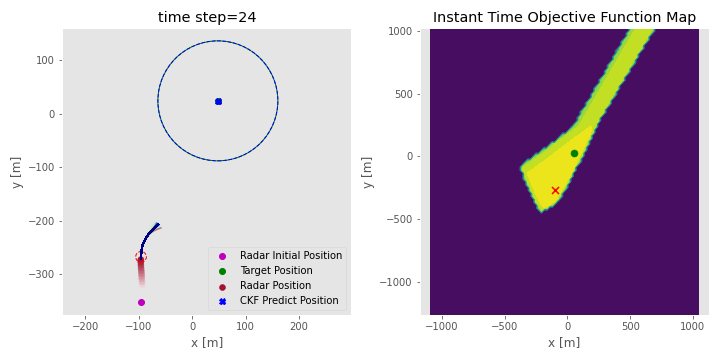 time step=24
y [m]
100
0
−100
−200
−300
−200
−100
0
100
200
x [m]
Radar Initial Position
Target Position
Radar Position
CKF Predict Position
Instant Time Objective Function Map
y [m]
1000
500
0
−500
−1000
−1000
−500
0
500
1000
x [m]